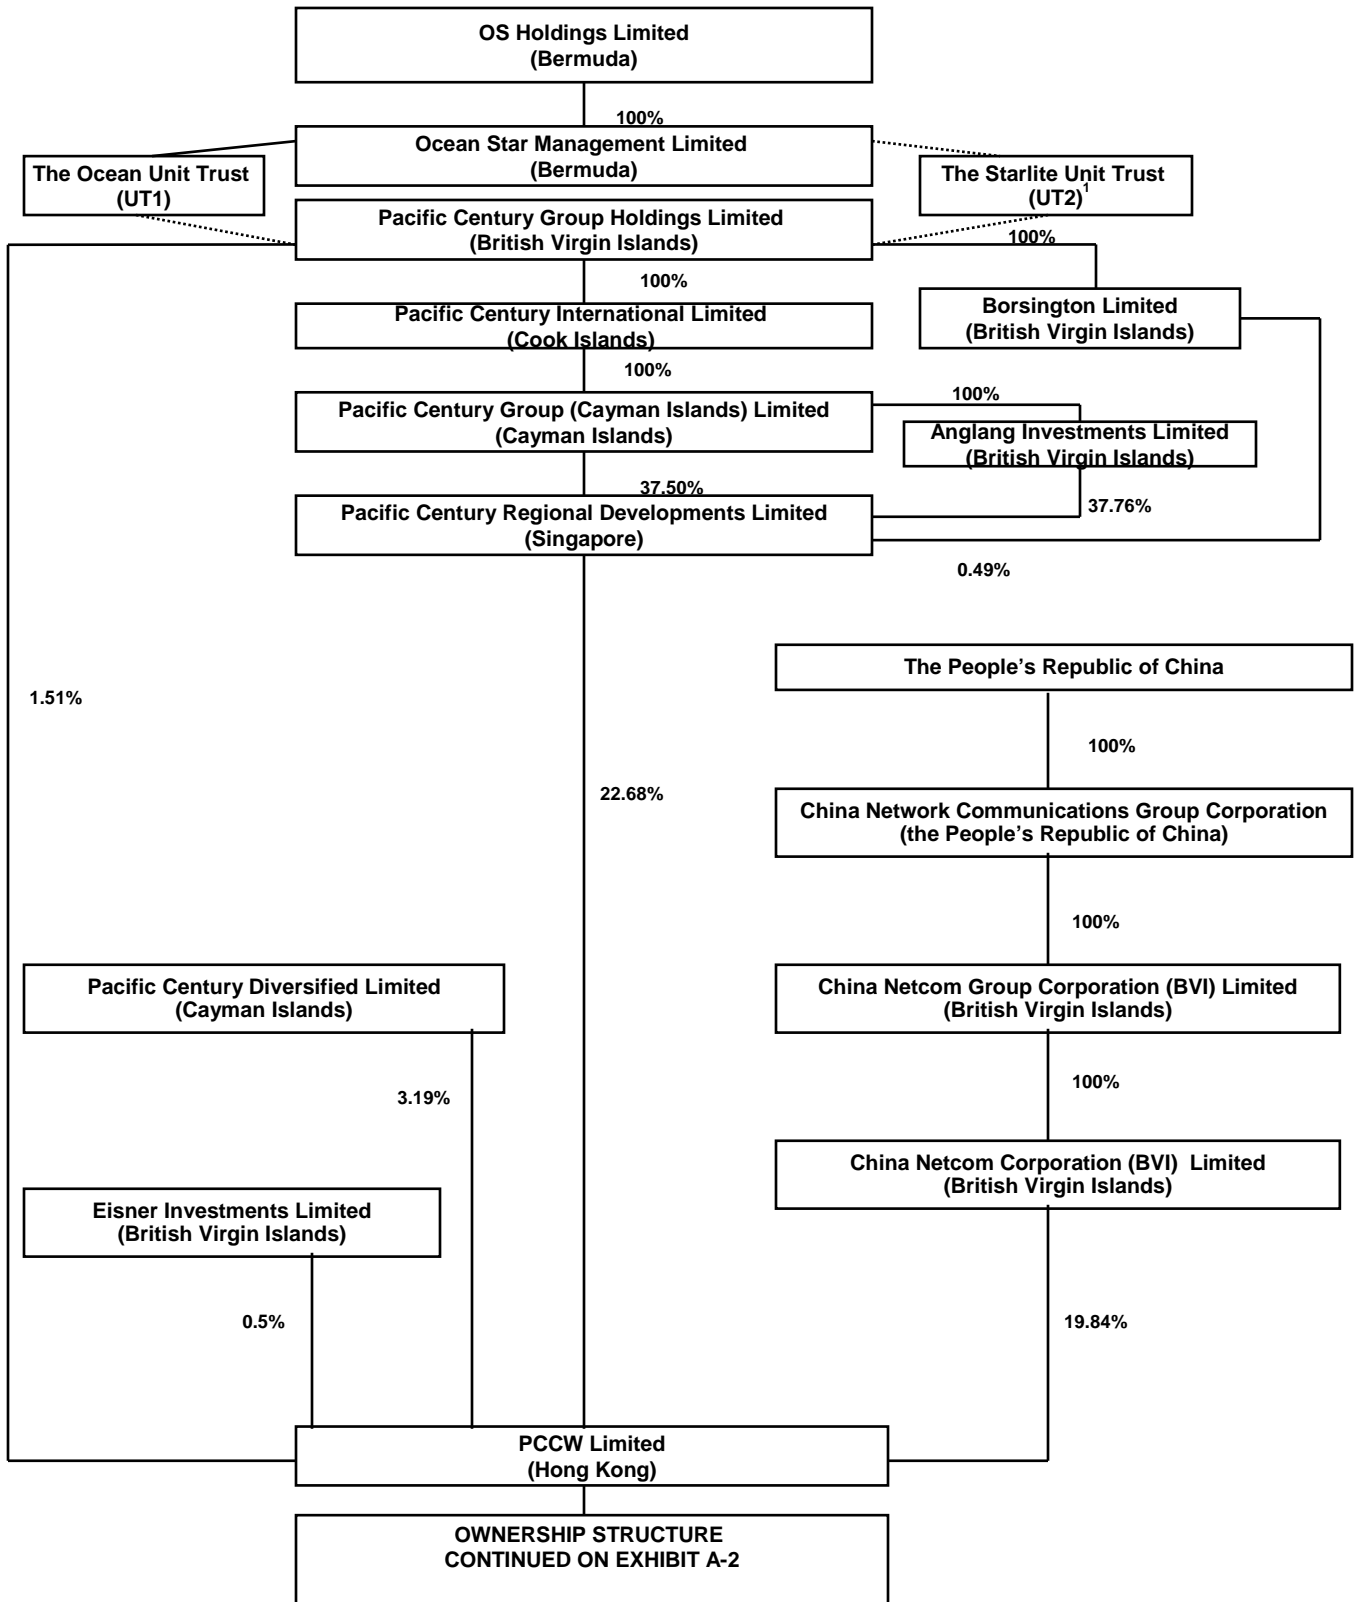 OS Holdings Limited
(Bermuda)
100%
Ocean Star Management Limited
(Bermuda)
The Ocean Unit Trust
(UT1)
The Starlite Unit Trust
(UT2)1
Pacific Century Group Holdings Limited
(British Virgin Islands)
100%
100%
Pacific Century International Limited
(Cook Islands)
Borsington Limited
(British Virgin Islands)
100%
100%
Pacific Century Group (Cayman Islands) Limited
(Cayman Islands)
Anglang Investments Limited
(British Virgin Islands)
37.50%
37.76%
Pacific Century Regional Developments Limited
(Singapore)
0.49%
The People’s Republic of China
1.51%
100%
22.68%
China Network Communications Group Corporation
(the People’s Republic of China)
100%
Pacific Century Diversified Limited
(Cayman Islands)
China Netcom Group Corporation (BVI) Limited
(British Virgin Islands)
100%
3.19%
China Netcom Corporation (BVI) Limited
(British Virgin Islands)
Eisner Investments Limited
(British Virgin Islands)
0.5%
19.84%
PCCW Limited
(Hong Kong)
OWNERSHIP STRUCTURE
CONTINUED ON EXHIBIT A-2